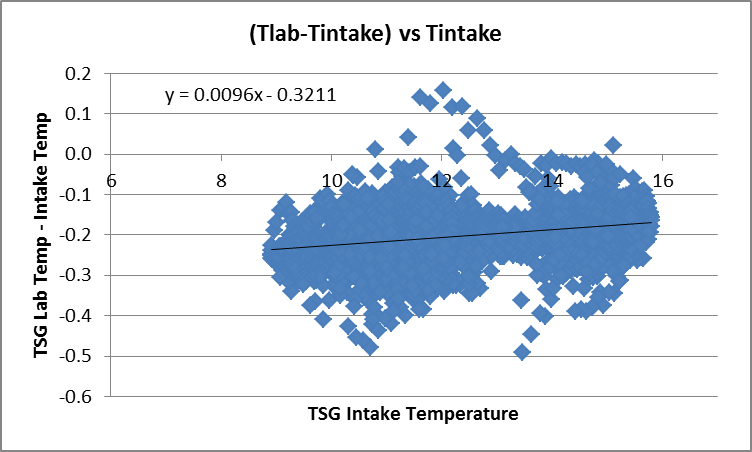 (Tlab-Tintake) vs Tintake
y = 0.0096x - 0.3211
0.2
0.1
0.0
-0.1
-0.2
-0.3
-0.4
-0.5
-0.6
6 8 10 12 14 16
TSG Lab Temp - Intake Temp
TSG Intake Temperature